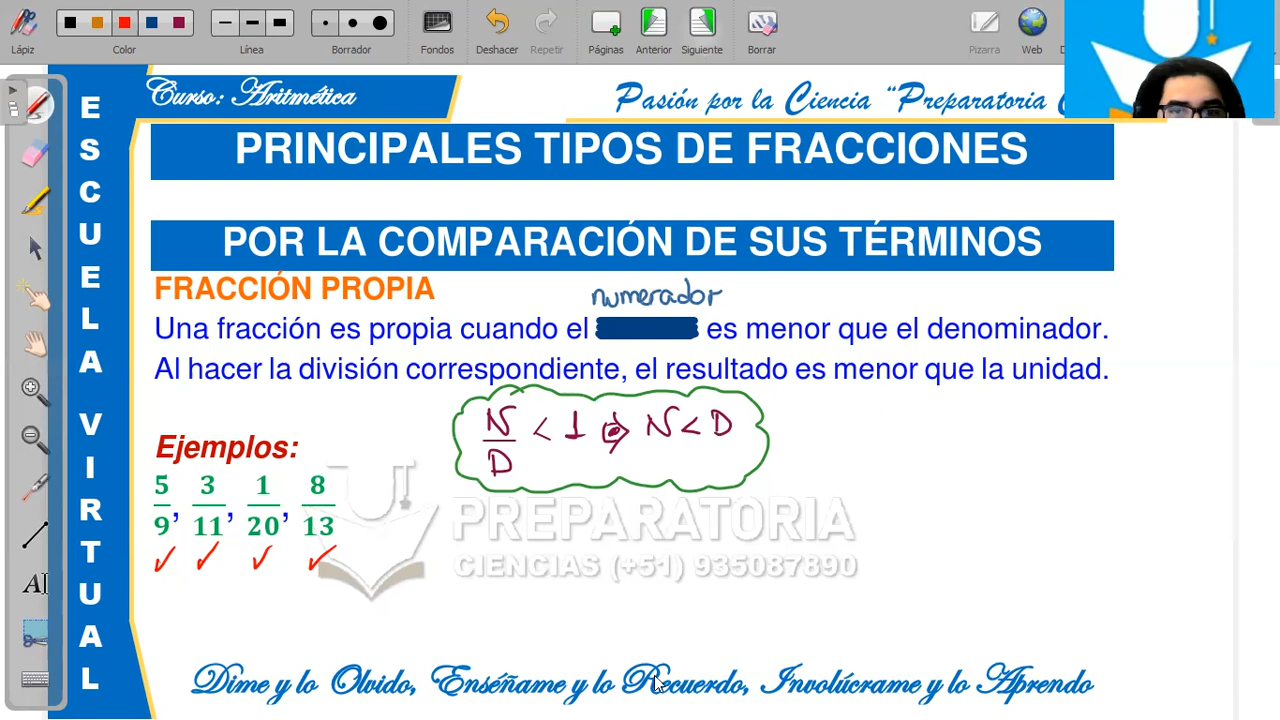 Lápiz Color Línea Borrador Fondos Deshacer Repetir Páginas Anterior Siguiente Borrar Pizarra Web
Curso: Aritmética
Pasión por la Ciencia "Preparatoria
ESCUELA VIRTUAL
PRINCIPALES TIPOS DE FRACCIONES
POR LA COMPARACIÓN DE SUS TÉRMINOS
FRACCIÓN PROPIA
numerador
Una fracción es propia cuando el es menor que el denominador.
Al hacer la división correspondiente, el resultado es menor que la unidad.
N/D < 1 ⇒ N < D
Ejemplos:
5/9, 3/11, 1/20, 8/13
PREPARATORIA
CIENCIAS (+51) 935087890
Dime y lo Olvido, Enséñame y lo Recuerdo, Involúcrame y lo Aprendo